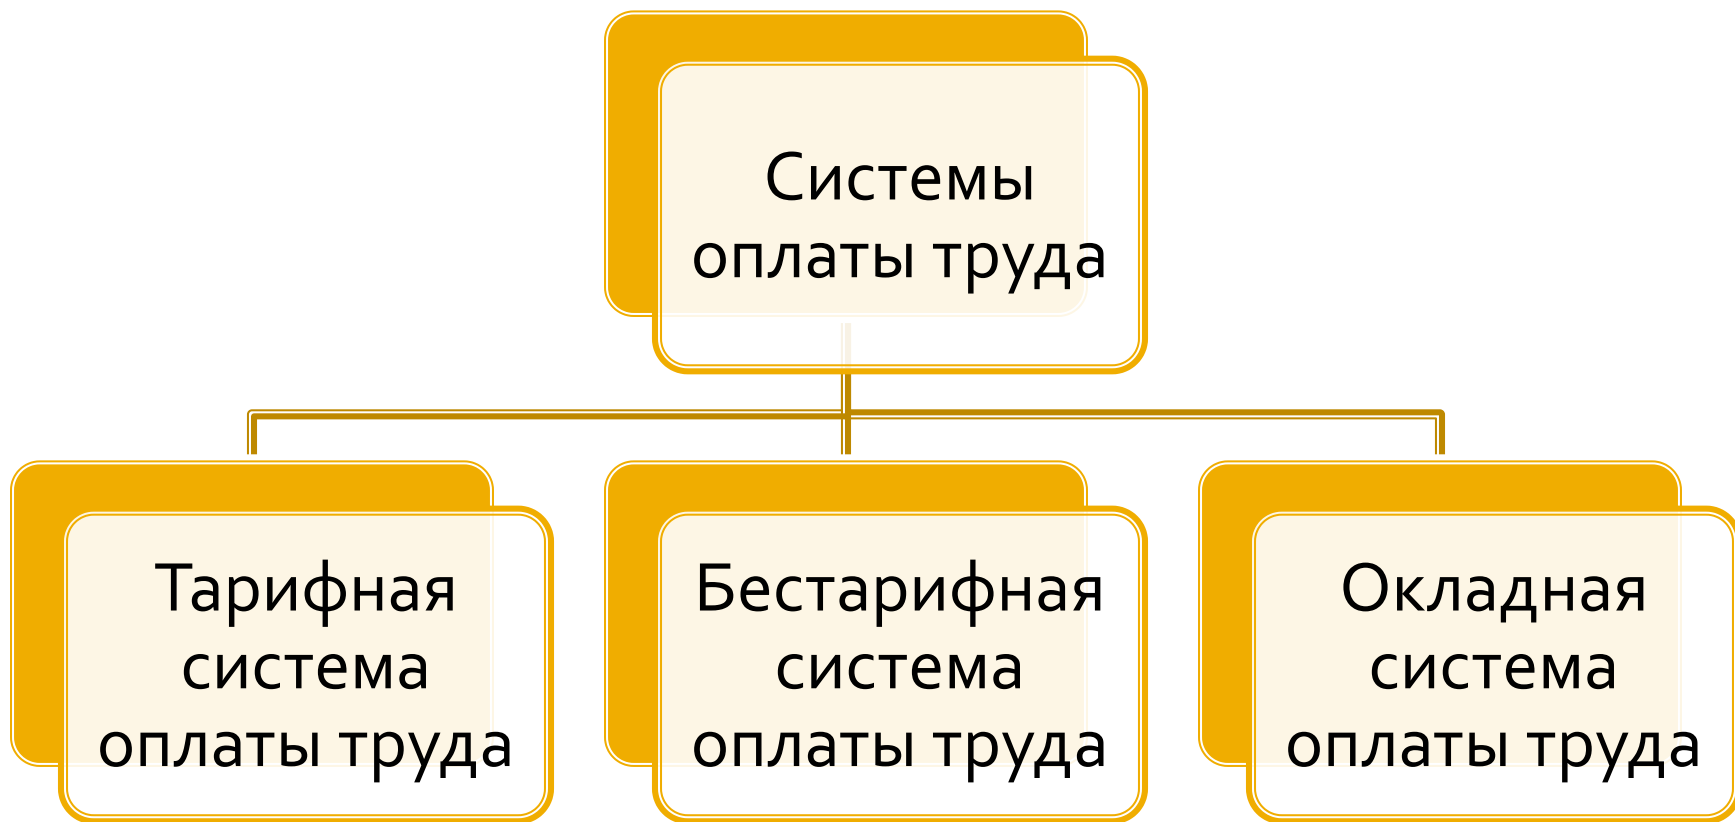 Системы
оплаты труда
Тарифная
система
оплаты труда
Бестарифная
система
оплаты труда
Окладная
система
оплаты труда